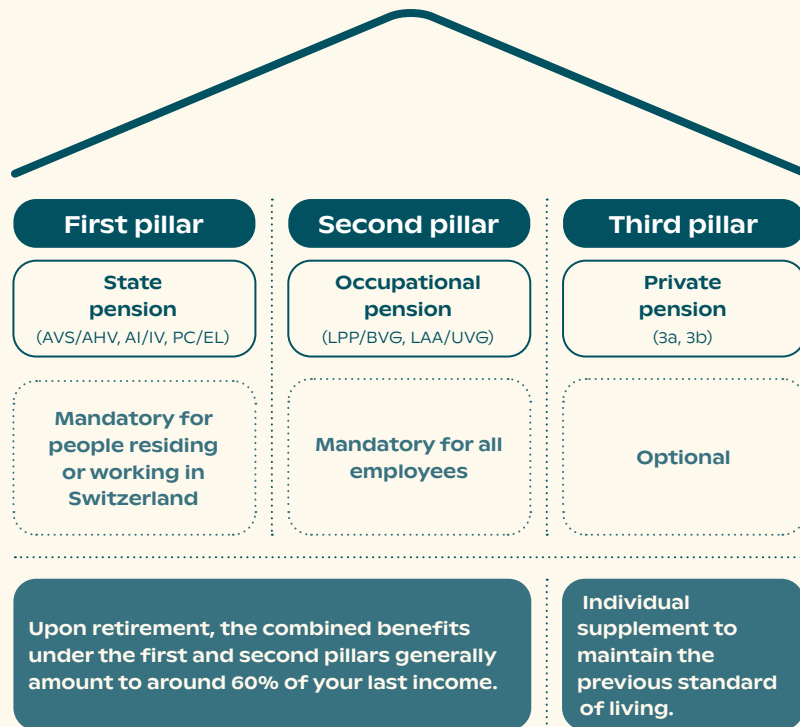 First pillar
Second pillar
Third pillar
State
pension
(AVS/AHV, AI/IV, PC/EL)
Occupational
pension
(LPP/BVG, LAA/UVG)
Private
pension
(3a, 3b)
Mandatory for
people residing
or working in
Switzerland
Mandatory for all
employees
Optional
Upon retirement, the combined benefits
under the first and second pillars generally
amount to around 60% of your last income.
Individual
supplement to
maintain the
previous standard
of living.